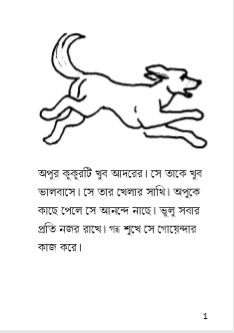 অপুর কুকুরটি খুব আদরের। সে তাকে খুব
ভালবাসে। সে তার খেলার সাথি। অপুকে
কাছে পেলে সে আনন্দে নাছে। ভূলু সবার
প্রতি নজর রাখে। গন্ধ শুখে সে গোয়েন্দার
কাজ করে।
1